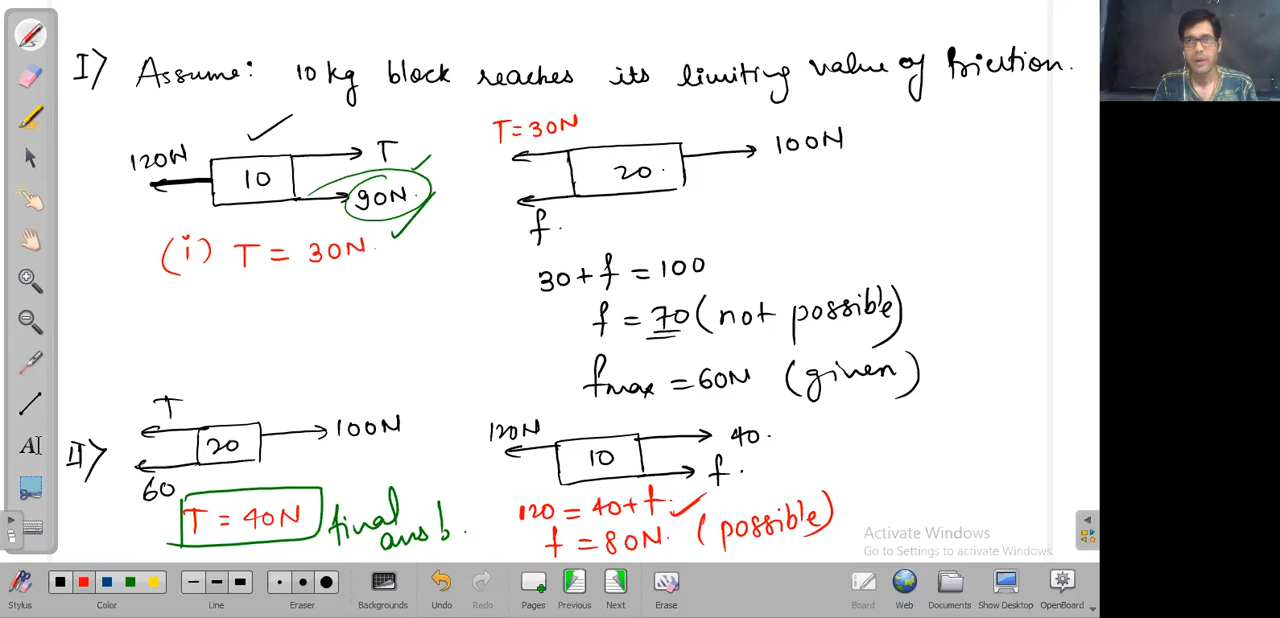 I) Assume: 10 kg block reaches its limiting value of friction.
120N 10 T
90N
(i) T = 30N.
T = 30N 20 100N
f.
30 + f = 100
f = 70 (not possible)
fmax = 60N (given)
II) T 20 100N
60
T = 40N final ans b.
120N 10 40.
f.
120 = 40 + f.
f = 80N. (possible)
Activate Windows
Go to Settings to activate Windows.
AI
Stylus
Color
Line
Eraser
Backgrounds
Undo
Redo
Pages
Previous
Next
Erase
Board
Web
Documents
Show Desktop
OpenBoard